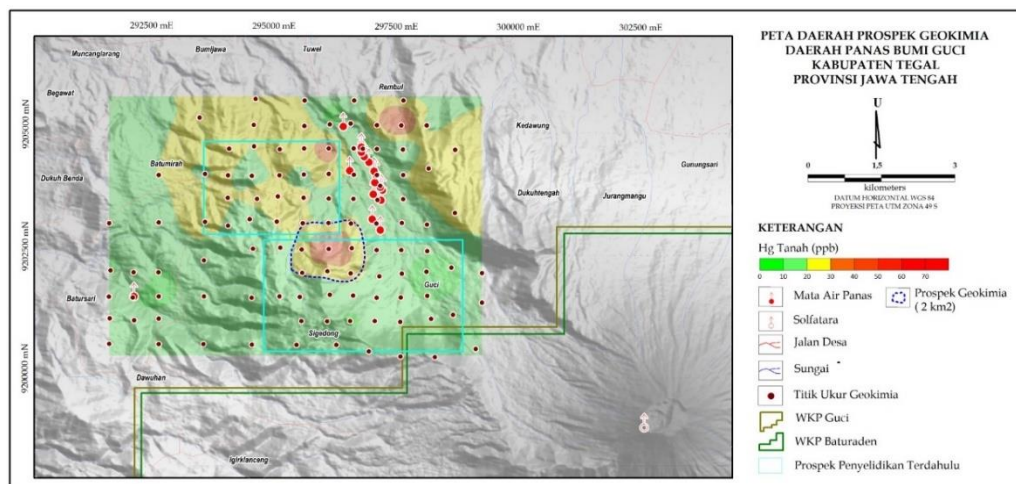 292500 mE 295000 mE 297500 mE 300000 mE 302500 mE
Muncanglarang
Bumijawa
Tuwel
Begawat
Rembul
9205000 mN
Kedawung
Batumirah
Gunungsari
Dukuh Benda
Dukuhtengah
Jurangmangu
9202500 mN
Guci
Batursari
Sigedong
9200000 mN
Dawuhan
Igirklanceng
PETA DAERAH PROSPEK GEOKIMIA
DAERAH PANAS BUMI GUCI
KABUPATEN TEGAL
PROVINSI JAWA TENGAH
U
0 1,5 3
kilometers
DATUM HORIZONTAL WGS 84
PROYEKSI PETA UTM ZONA 49 S
KETERANGAN
Hg Tanah (ppb)
0 10 20 30 40 50 60 70
Mata Air Panas
Prospek Geokimia
( 2 km2)
Solfatara
Jalan Desa
Sungai
Titik Ukur Geokimia
WKP Guci
WKP Baturaden
Prospek Penyelidikan Terdahulu